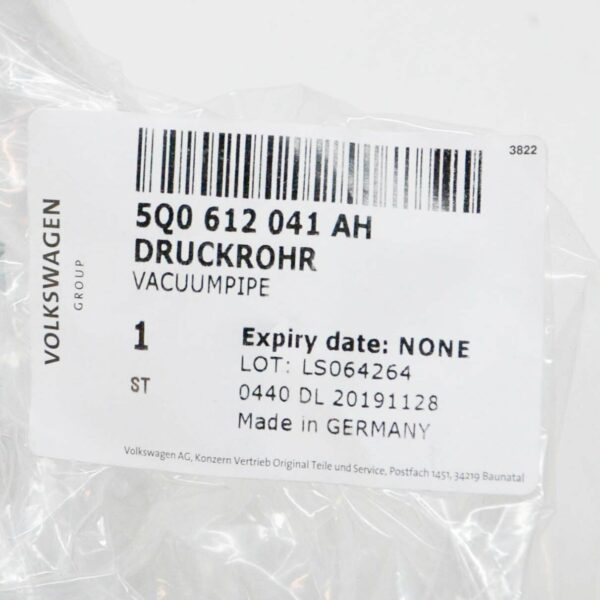 3822
VOLKSWAGEN
GROUP
5Q0 612 041 AH
DRUCKROHR
VACUUMPIPE
1
ST
Expiry date: NONE
LOT: LS064264
0440 DL 20191128
Made in GERMANY
Volkswagen AG, Konzern Vertrieb Original Teile und Service, Postfach 1451, 34219 Baunatal